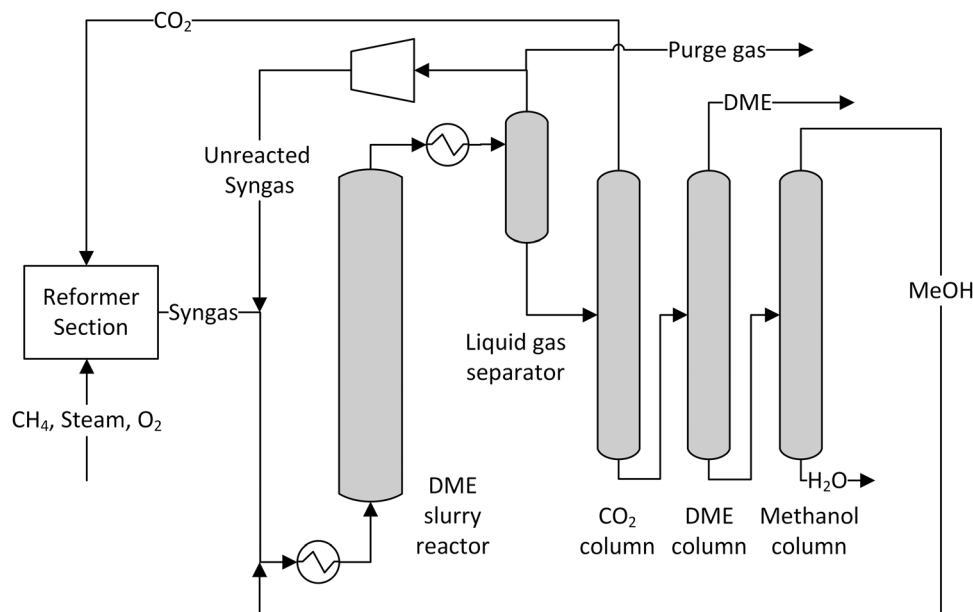 CO₂
Purge gas
DME
Unreacted
Syngas
MeOH
Reformer
Section
Syngas
Liquid gas
separator
CH₄, Steam, O₂
H₂O
DME
slurry
reactor
CO₂
column
DME
column
Methanol
column